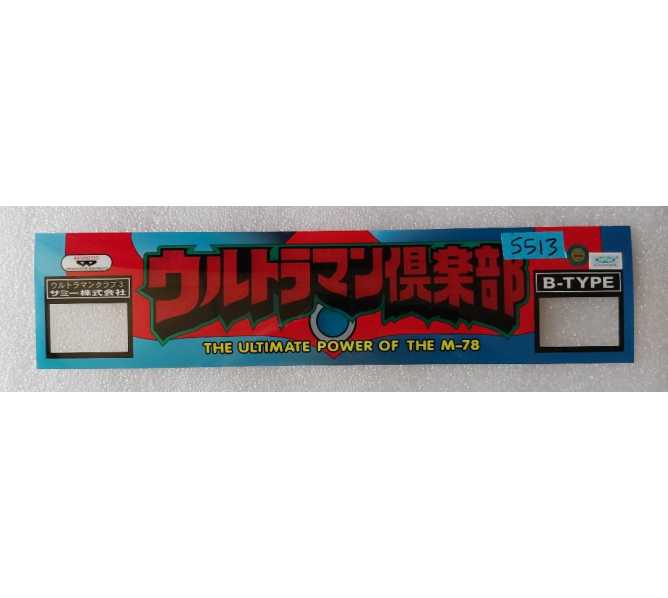 ウルトラマン倶楽部
5513
ウルトラマンクラブ3
サミー株式会社
B-TYPE
THE ULTIMATE POWER OF THE M-78